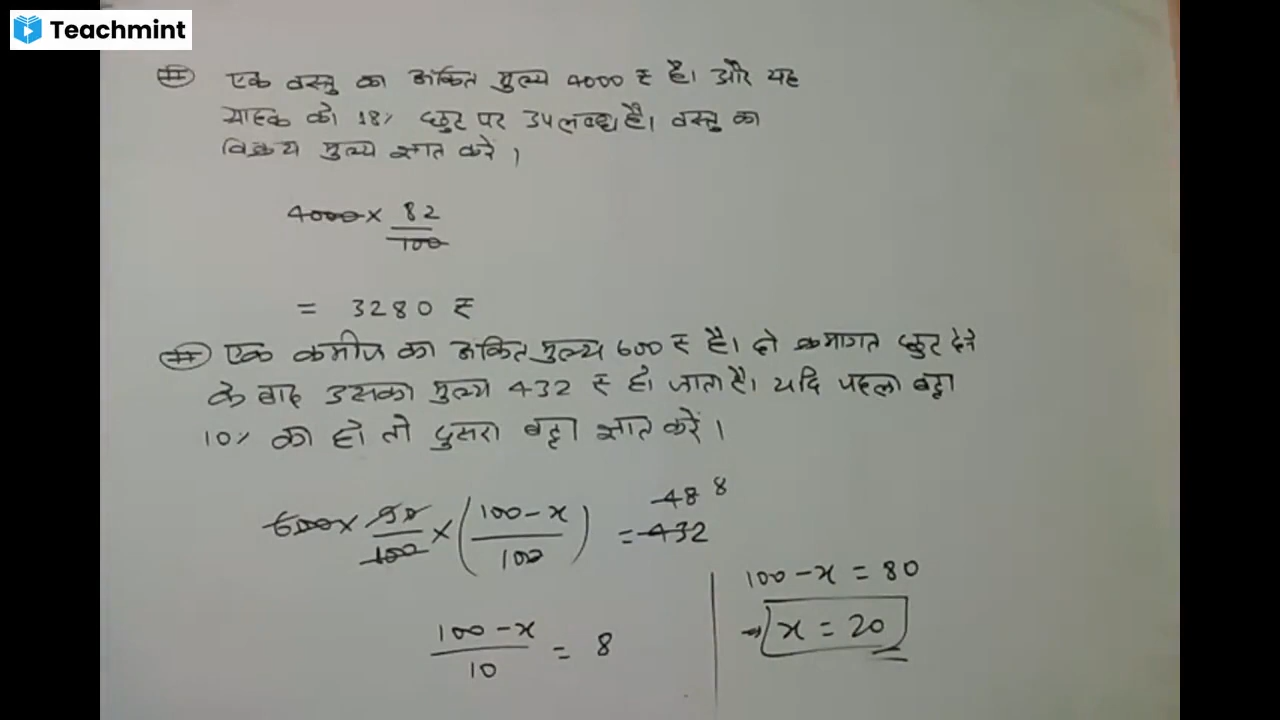 Teachmint
# एक वस्तु का अंकित मुल्य 4000 ₹ है। और यह
ग्राहक को 18% छुट पर उपलब्ध है। वस्तु का
विक्रय मुल्य ज्ञात करें।
4000 × 82/100
= 3280 ₹
# एक कमीज का अंकित मुल्य 600 ₹ है। दो क्रमागत छुट देने
के बाद उसका मुल्य 432 ₹ हो जाता है। यदि पहला बट्टा
10% का हो तो दुसरा बट्टा ज्ञात करें।
48 8
600 × 90/100 × (100-x/100) = 432
100-x/10 = 8
100-x = 80
→ x = 20